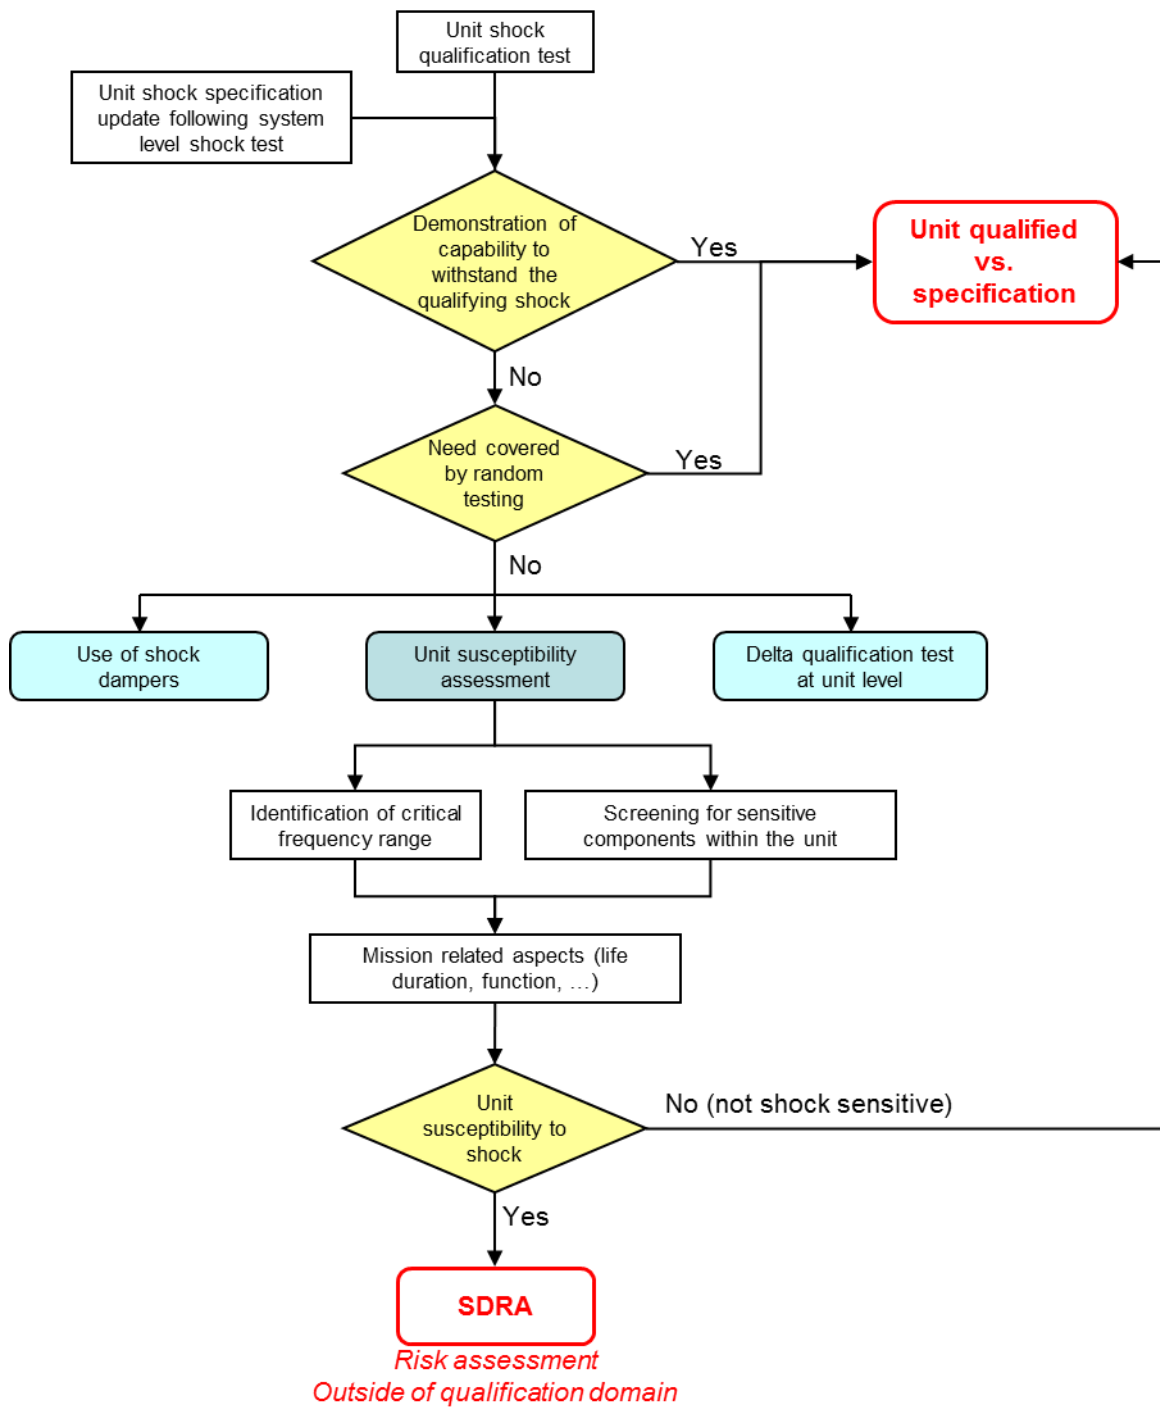 Unit shock
qualification test
Unit shock specification
update following system
level shock test
Demonstration of
capability to
withstand the
qualifying shock
Yes
Unit qualified
vs.
specification
No
Need covered
by random
testing
Yes
No
Use of shock
dampers
Unit susceptibility
assessment
Delta qualification test
at unit level
Identification of critical
frequency range
Screening for sensitive
components within the unit
Mission related aspects (life
duration, function, …)
Unit
susceptibility to
shock
No (not shock sensitive)
Yes
SDRA
Risk assessment
Outside of qualification domain